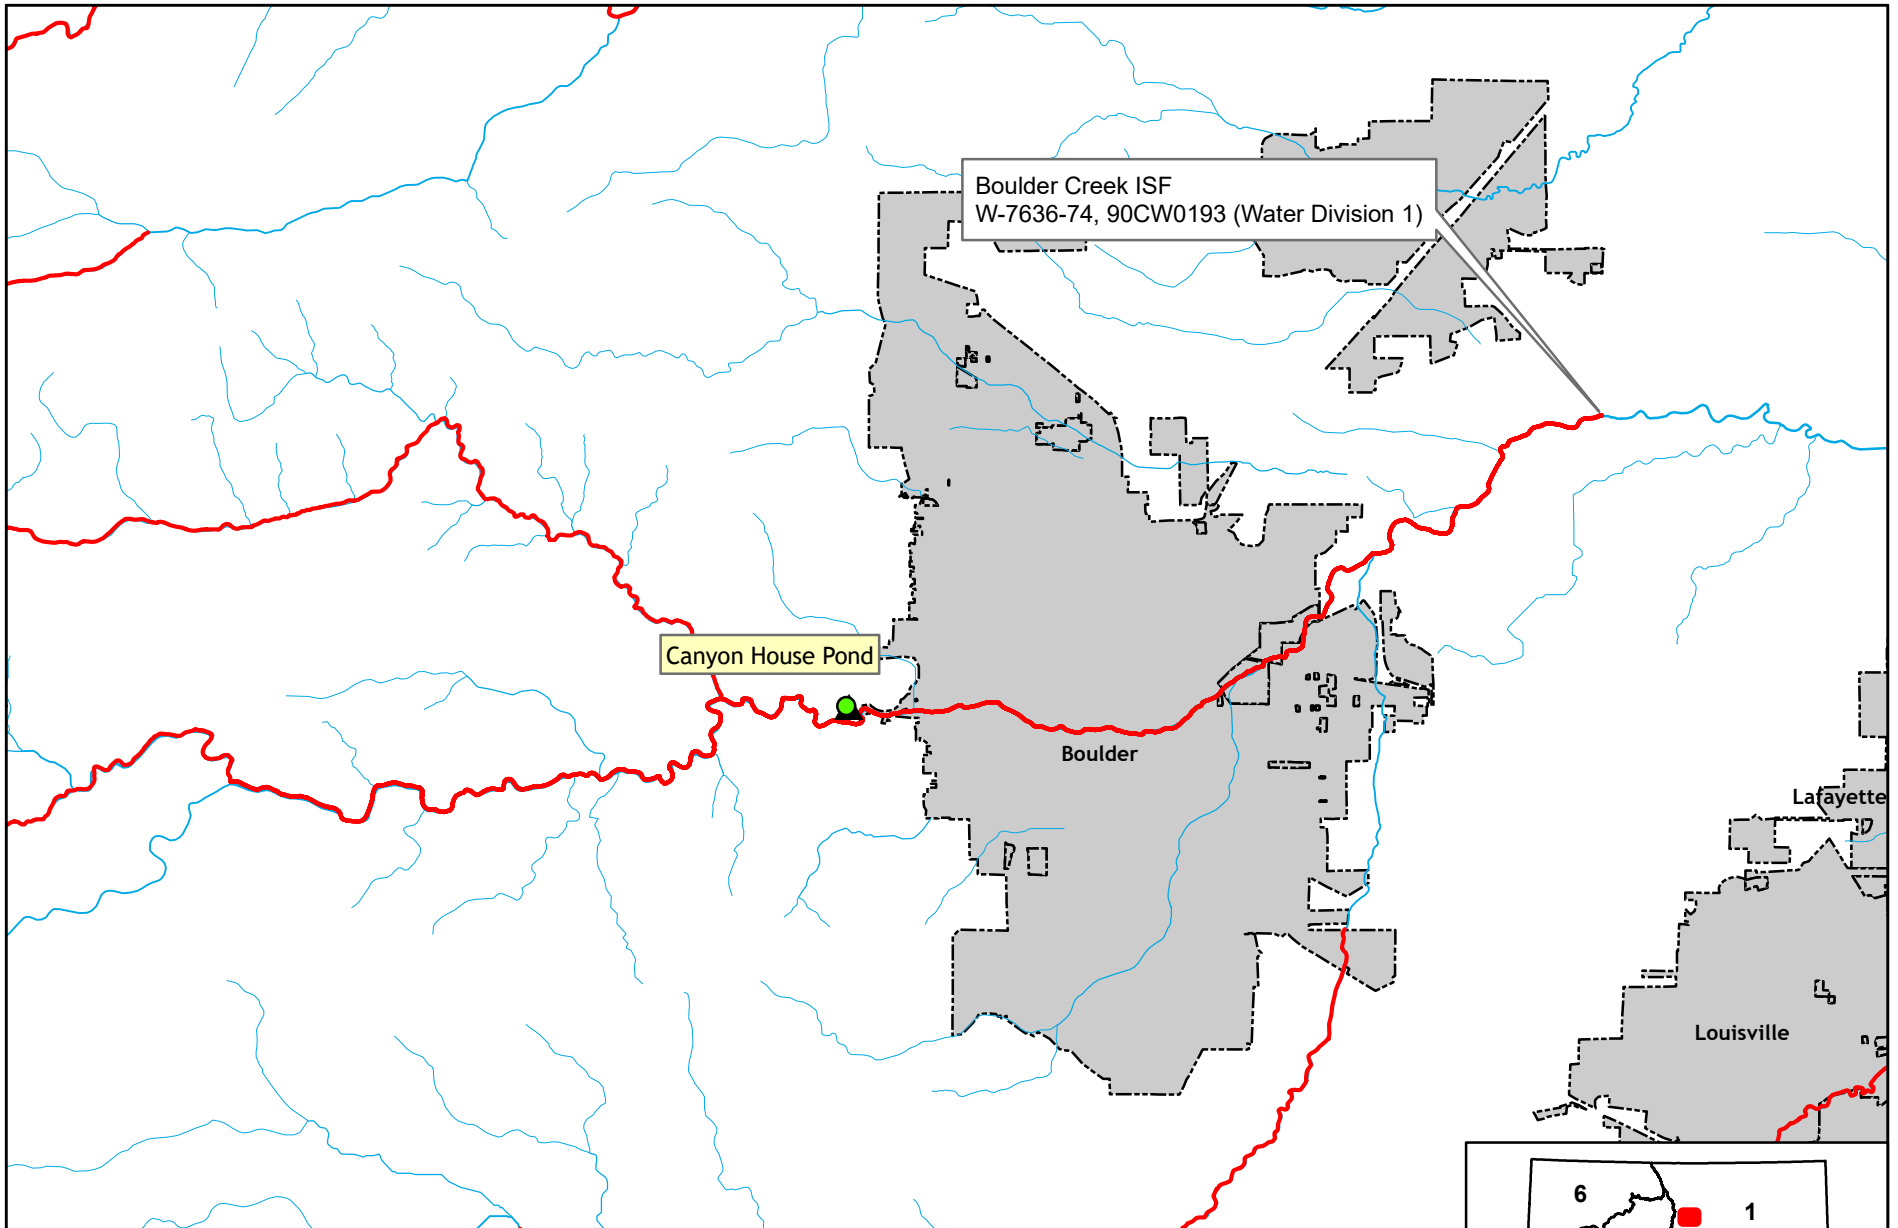 Boulder Creek ISF
W-7636-74, 90CW0193 (Water Division 1)
Canyon House Pond
Boulder
Lafayette
Louisville
6
1